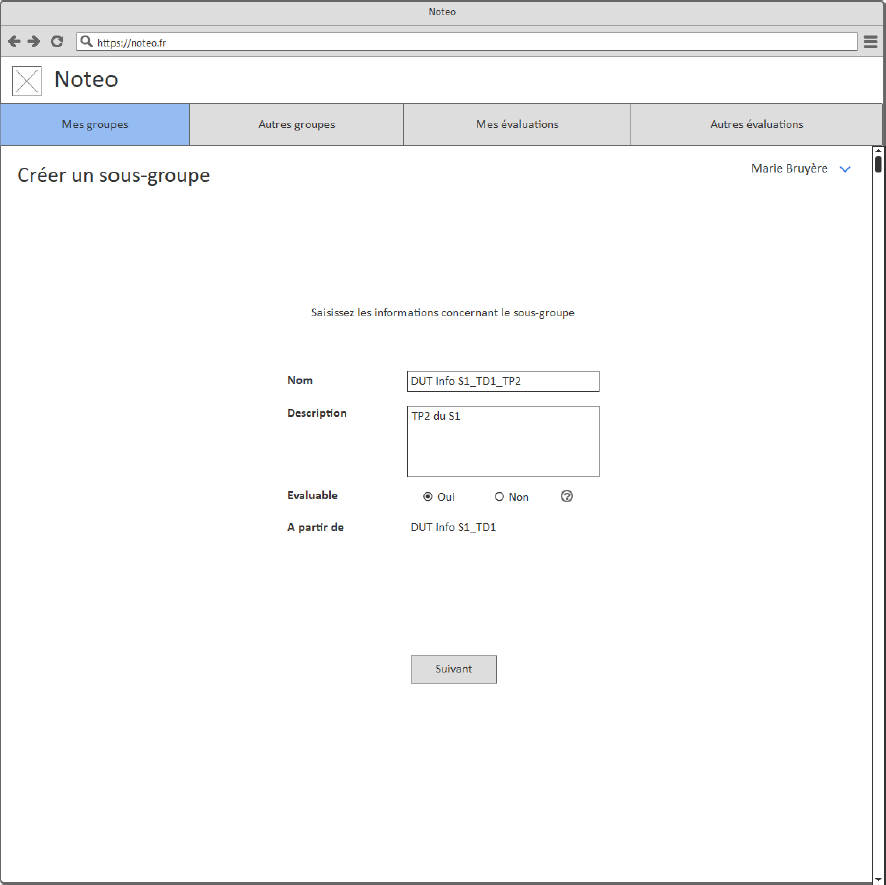 Noteo
https://noteo.fr
Noteo
Mes groupes Autres groupes Mes évaluations Autres évaluations
Créer un sous-groupe
Marie Bruyère
Saisissez les informations concernant le sous-groupe
Nom DUT Info S1_TD1_TP2
Description TP2 du S1
Evaluable Oui Non ?
A partir de DUT Info S1_TD1
Suivant